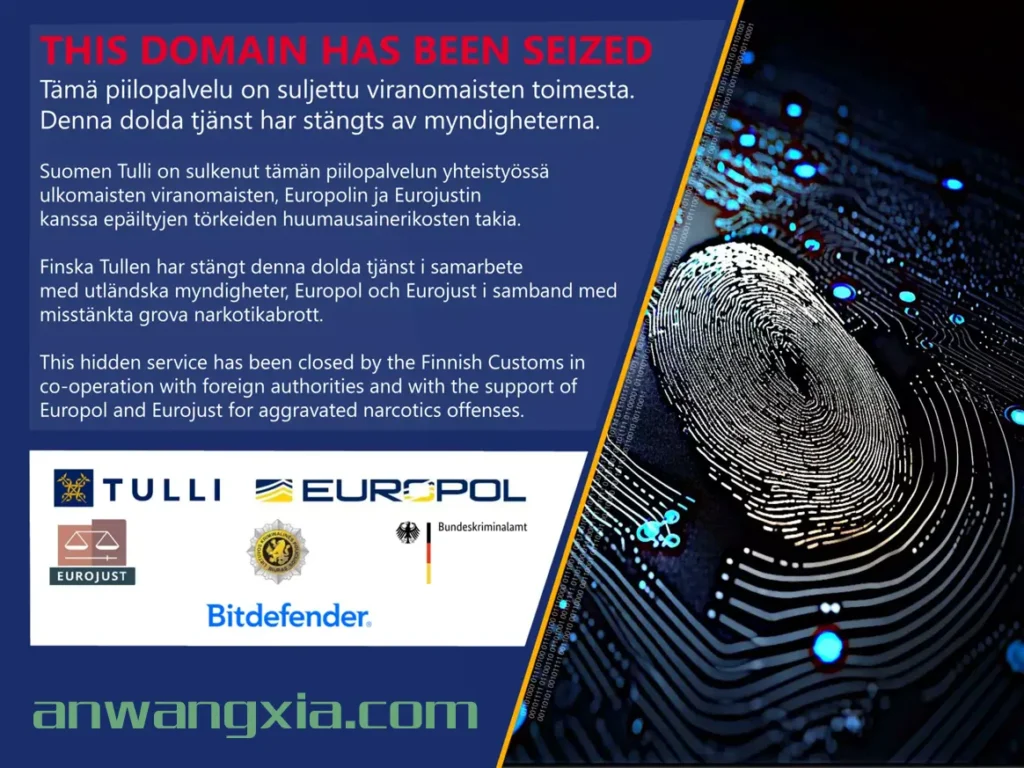 THIS DOMAIN HAS BEEN SEIZED
Tämä piilopalvelu on suljettu viranomaisten toimesta.
Denna dolda tjänst har stängts av myndigheterna.
Suomen Tulli on sulkenut tämän piilopalvelun yhteistyössä
ulkomaisten viranomaisten, Europolin ja Eurojustin
kanssa epäiltyjen törkeiden huumausainerikosten takia.
Finska Tullen har stängt denna dolda tjänst i samarbete
med utländska myndigheter, Europol och Eurojust i samband med
misstänkta grova narkotikabrott.
This hidden service has been closed by the Finnish Customs in
co-operation with foreign authorities and with the support of
Europol and Eurojust for aggravated narcotics offenses.
TULLI
EUROPOL
EUROJUST
Bundeskriminalamt
Bitdefender
anwangxia.com